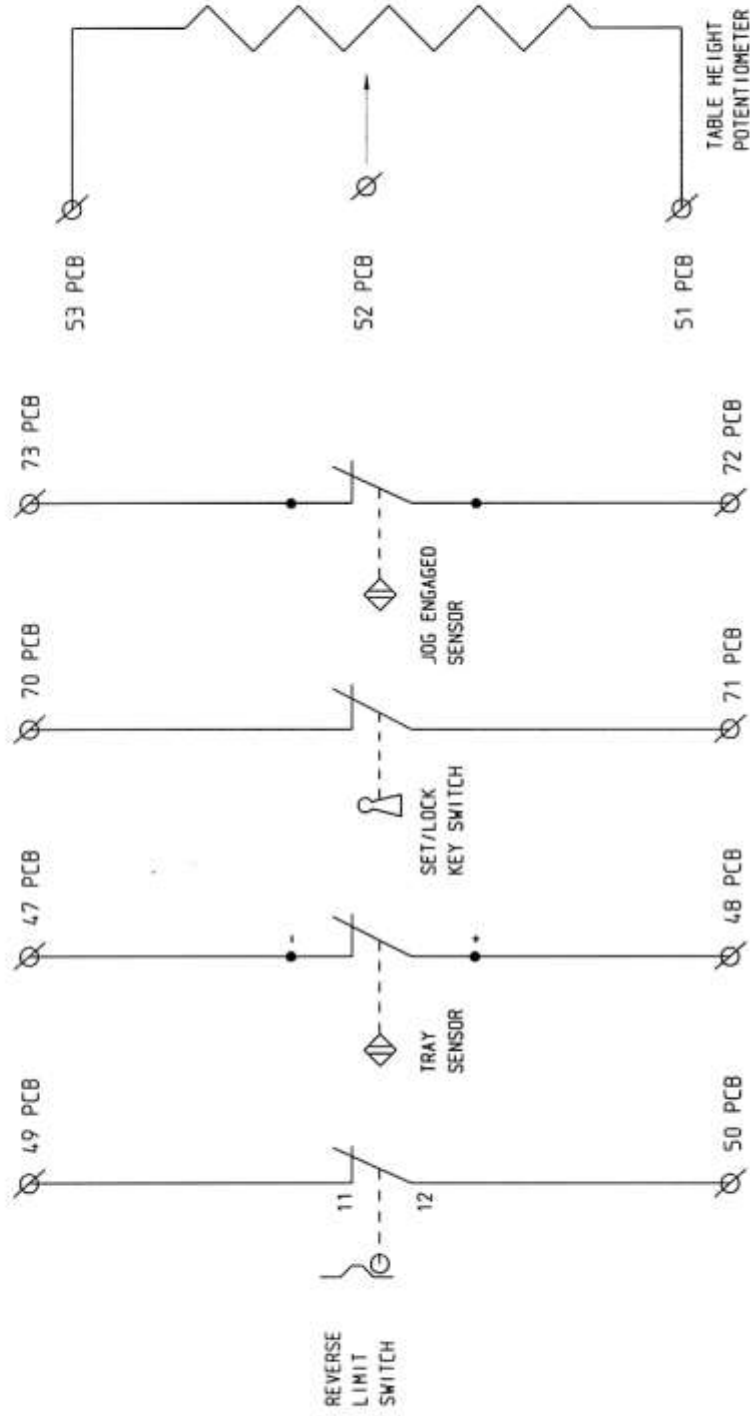 49 PCB
47 PCB
70 PCB
73 PCB
53 PCB
REVERSE
LIMIT
SWITCH
11
12
TRAY
SENSOR
-
+
SET/LOCK
KEY SWITCH
JOG ENGAGED
SENSOR
52 PCB
50 PCB
48 PCB
71 PCB
72 PCB
51 PCB
TABLE HEIGHT
POTENTIOMETER